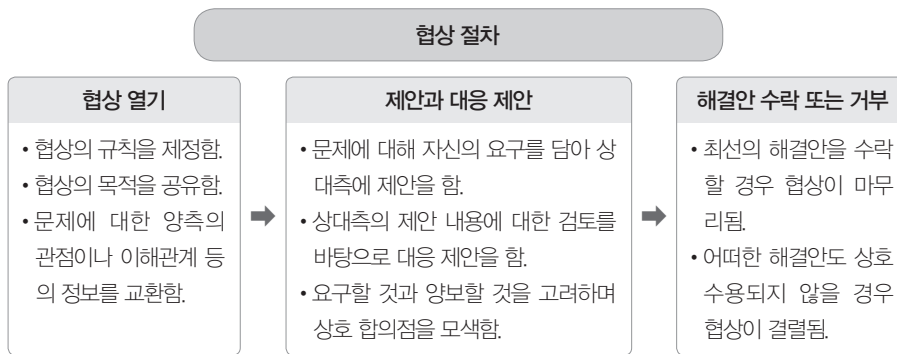 협상 절차
협상 열기
• 협상의 규칙을 제정함.
• 협상의 목적을 공유함.
• 문제에 대한 양측의
관점이나 이해관계 등
의 정보를 교환함.
제안과 대응 제안
• 문제에 대해 자신의 요구를 담아 상
대측에 제안을 함.
• 상대측의 제안 내용에 대한 검토를
바탕으로 대응 제안을 함.
• 요구할 것과 양보할 것을 고려하며
상호 합의점을 모색함.
해결안 수락 또는 거부
• 최선의 해결안을 수락
할 경우 협상이 마무
리됨.
• 어떠한 해결안도 상호
수용되지 않을 경우
협상이 결렬됨.